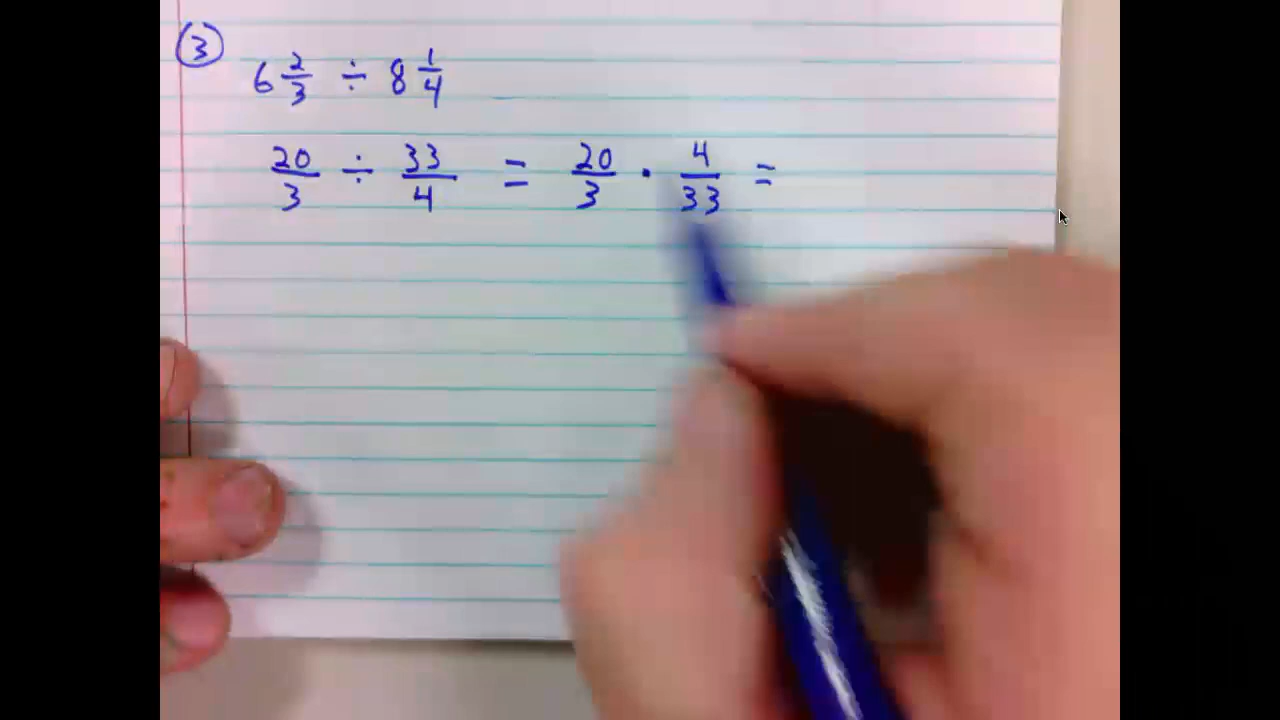 ③
6 2/3 ÷ 8 1/4
20/3 ÷ 33/4 = 20/3 · 4/33 =